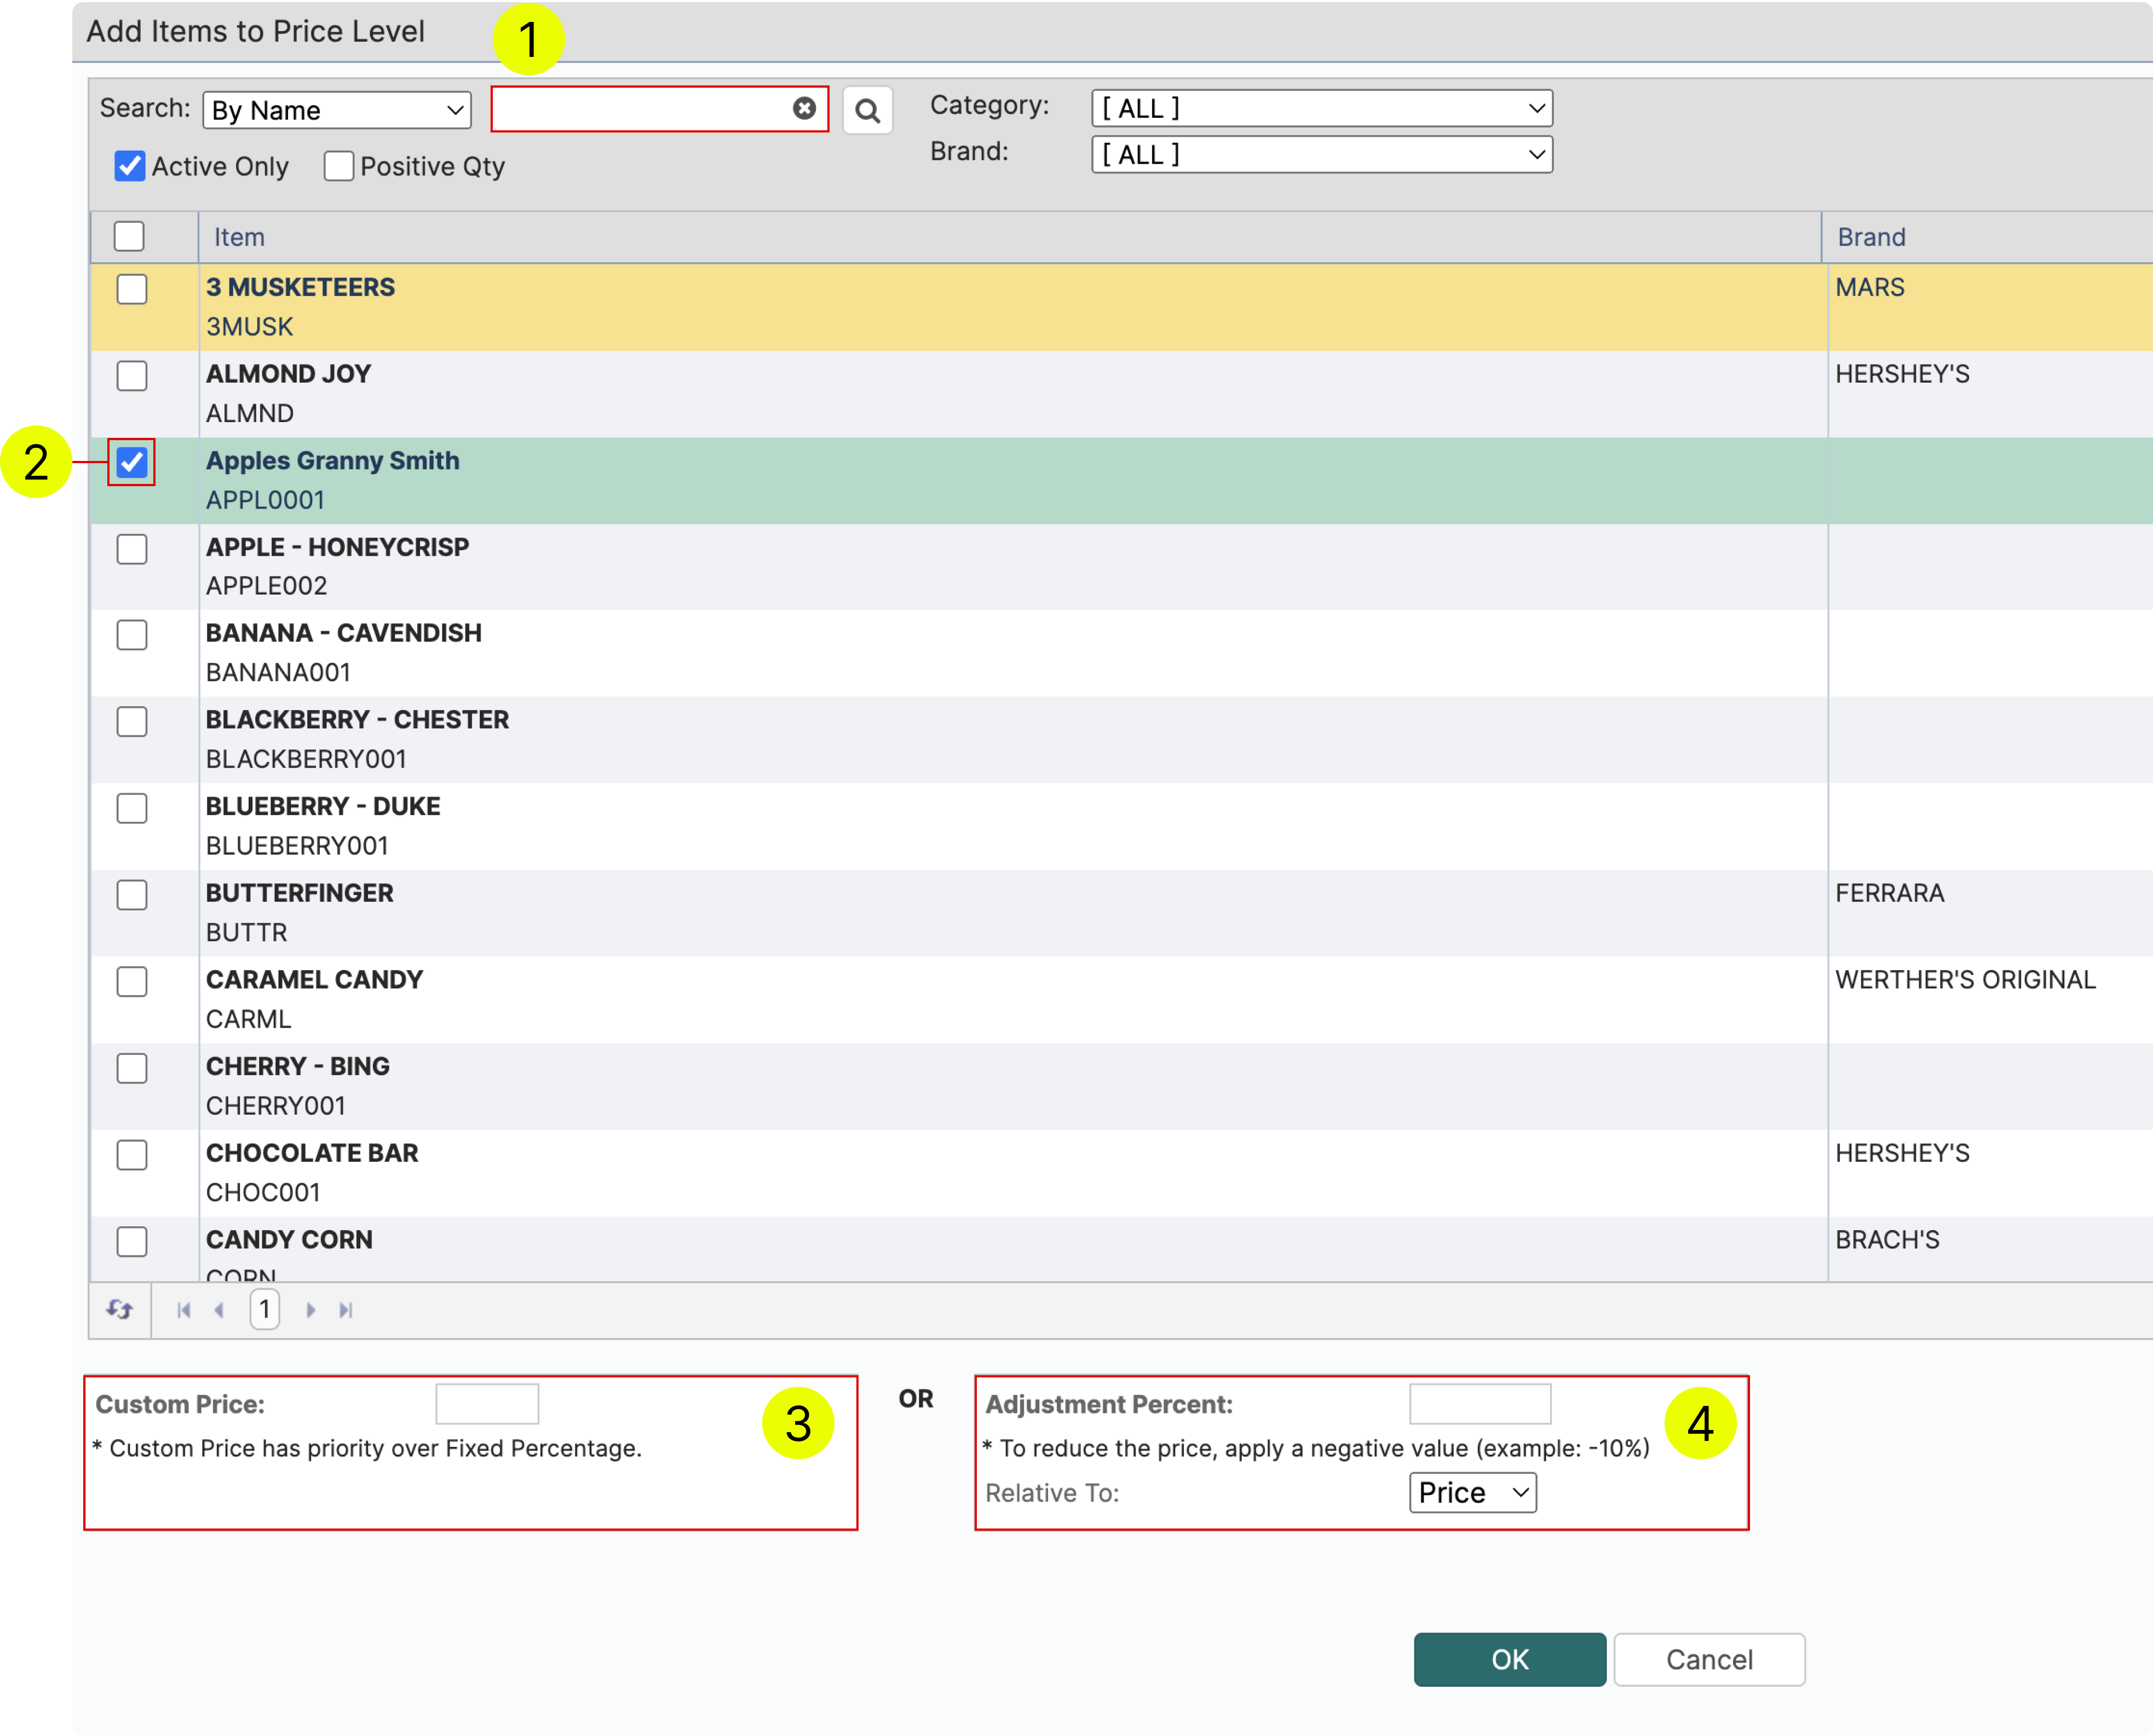 Add Items to Price Level
1
Search: By Name
Category: [ ALL ]
Active Only Positive Qty
Brand: [ ALL ]
Item Brand
3 MUSKETEERS MARS
3MUSK
ALMOND JOY HERSHEY'S
ALMND
2
Apples Granny Smith
APPL0001
APPLE - HONEYCRISP
APPLE002
BANANA - CAVENDISH
BANANA001
BLACKBERRY - CHESTER
BLACKBERRY001
BLUEBERRY - DUKE
BLUEBERRY001
BUTTERFINGER FERRARA
BUTTR
CARAMEL CANDY WERTHER'S ORIGINAL
CARML
CHERRY - BING
CHERRY001
CHOCOLATE BAR HERSHEY'S
CHOC001
CANDY CORN BRACH'S
CORN
1
Custom Price:
* Custom Price has priority over Fixed Percentage.
3
OR
Adjustment Percent:
* To reduce the price, apply a negative value (example: -10%)
Relative To: Price
4
OK Cancel